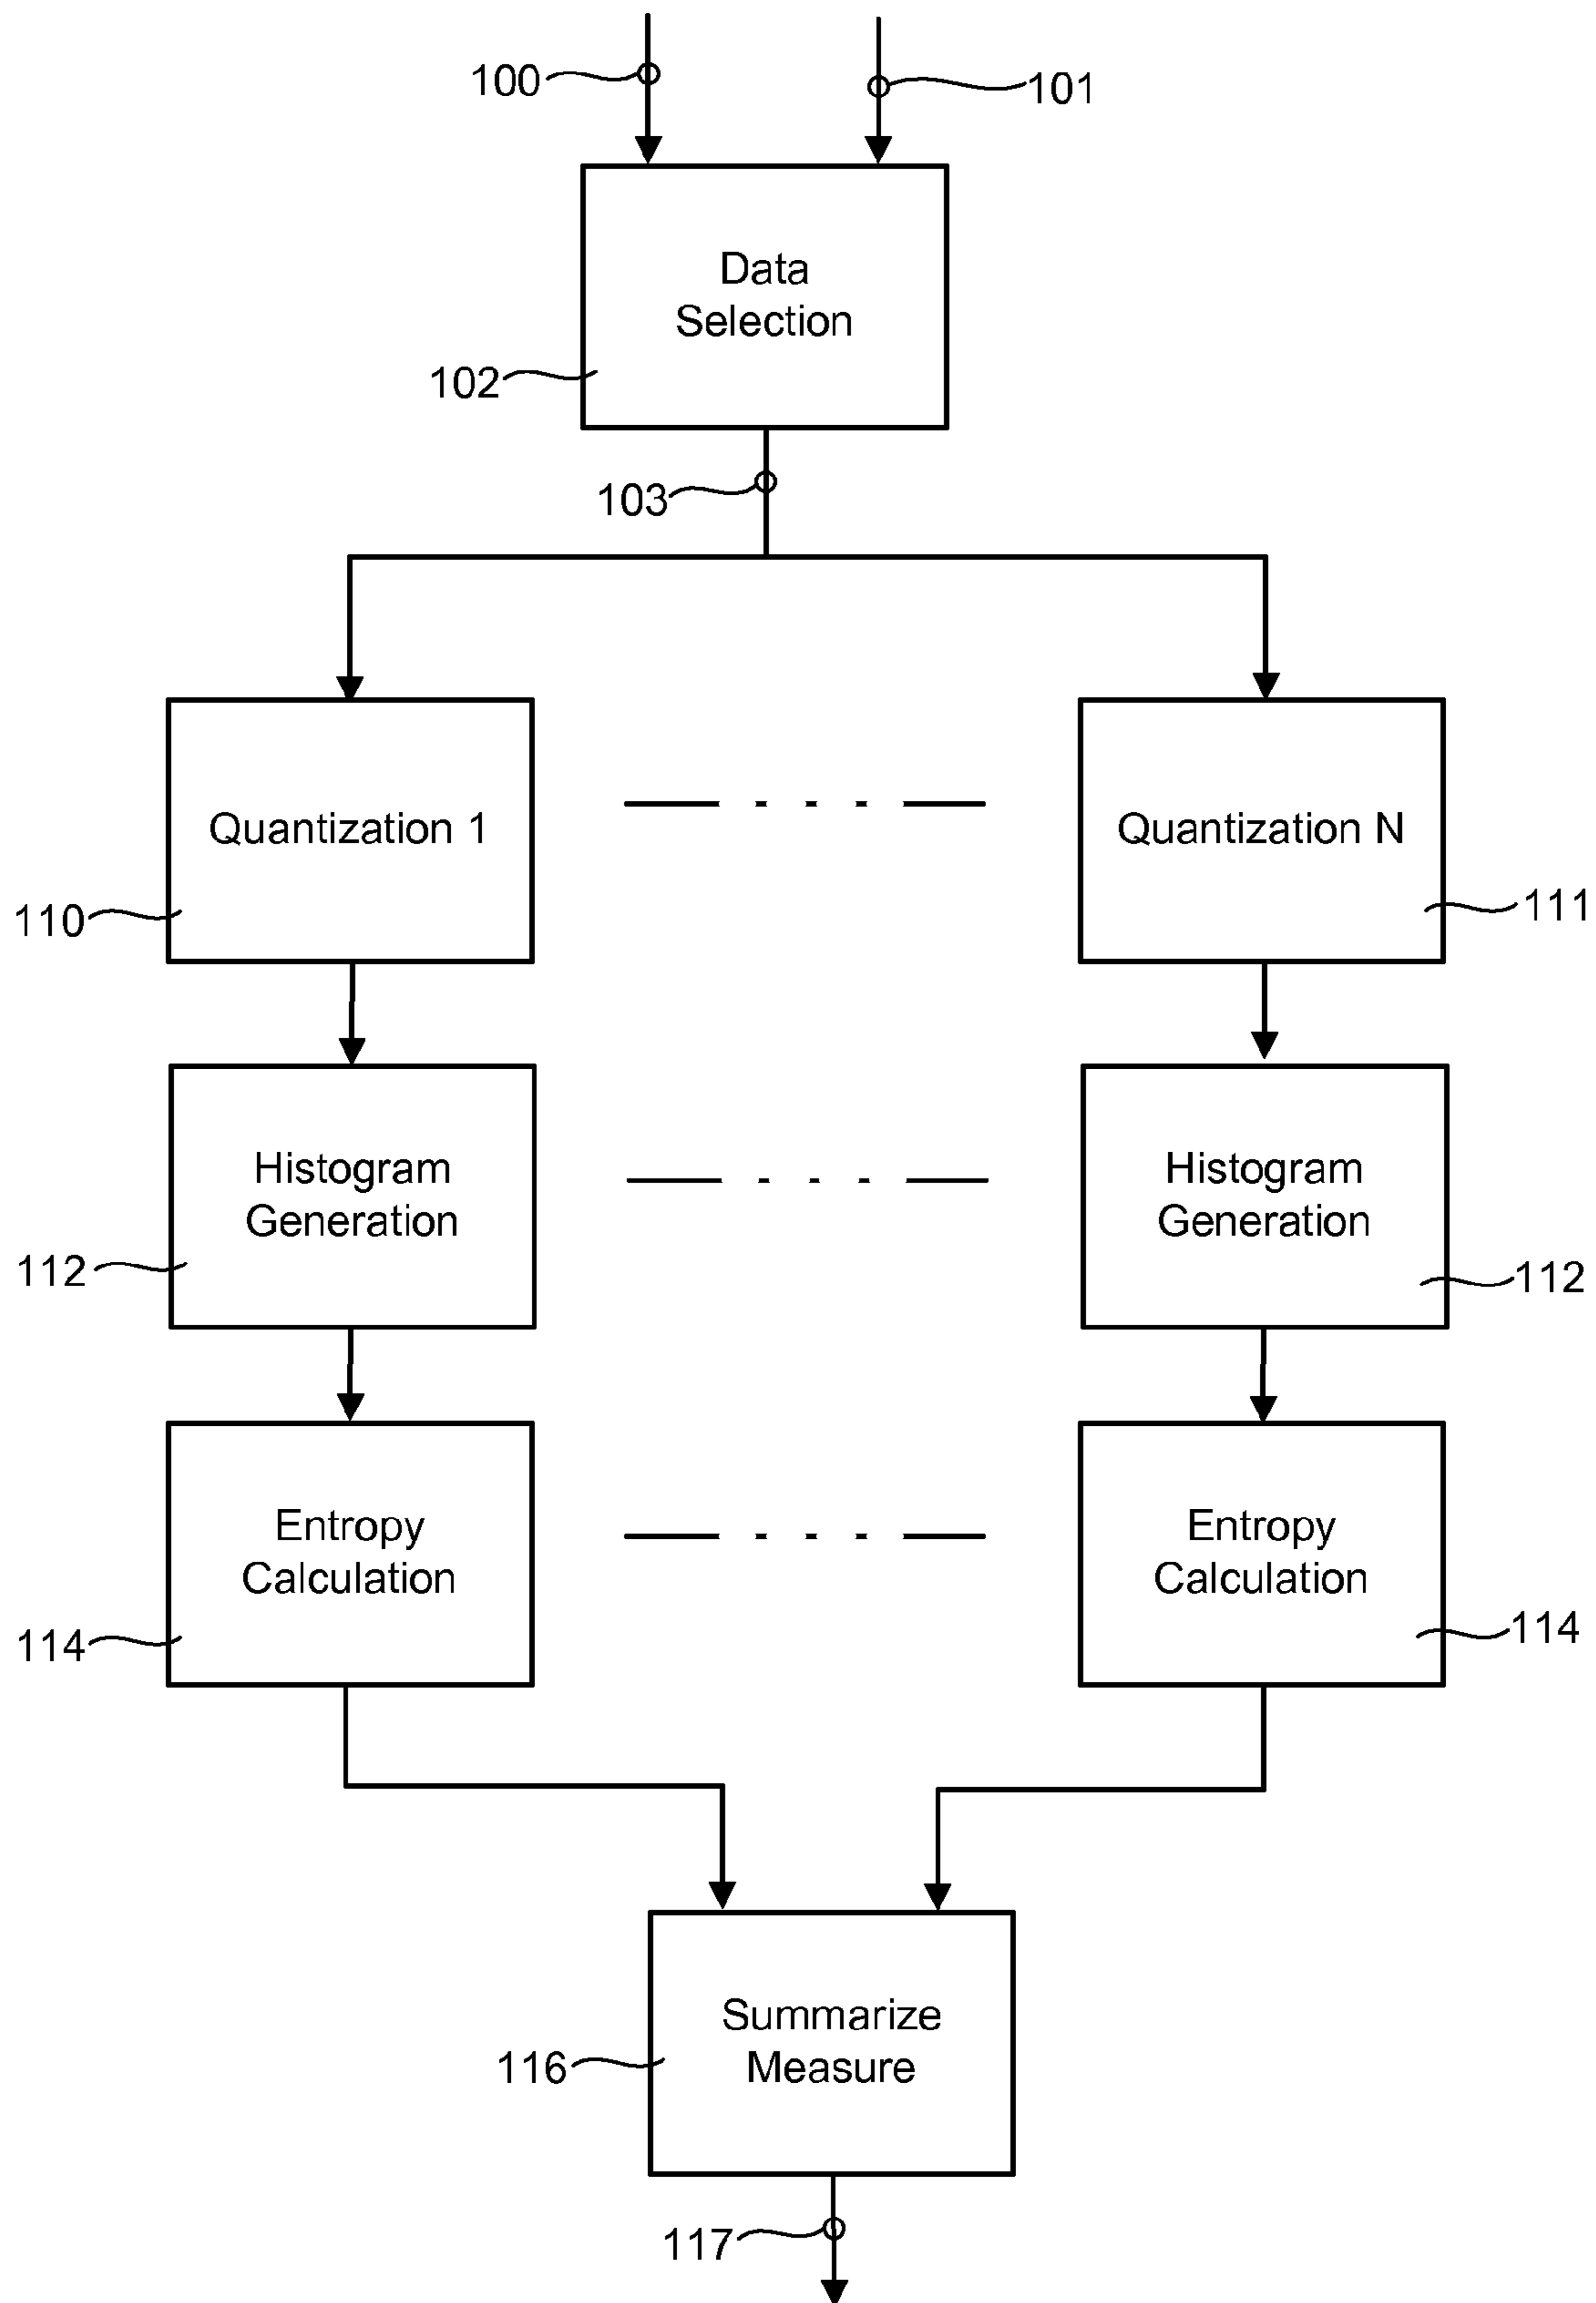 100
101
Data
Selection
102
103
Quantization 1
Quantization N
110
111
Histogram
Generation
Histogram
Generation
112
112
Entropy
Calculation
Entropy
Calculation
114
114
Summarize
Measure
116
117